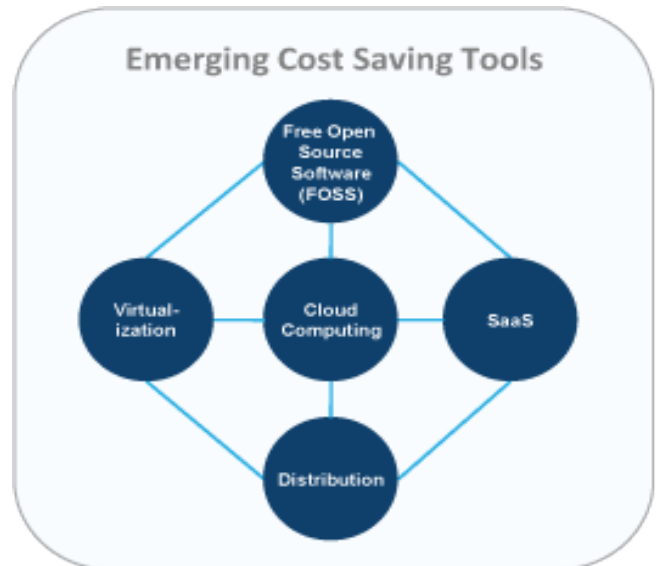 Emerging Cost Saving Tools
Free Open
Source
Software
(FOSS)
Virtual-
ization
Cloud
Computing
SaaS
Distribution